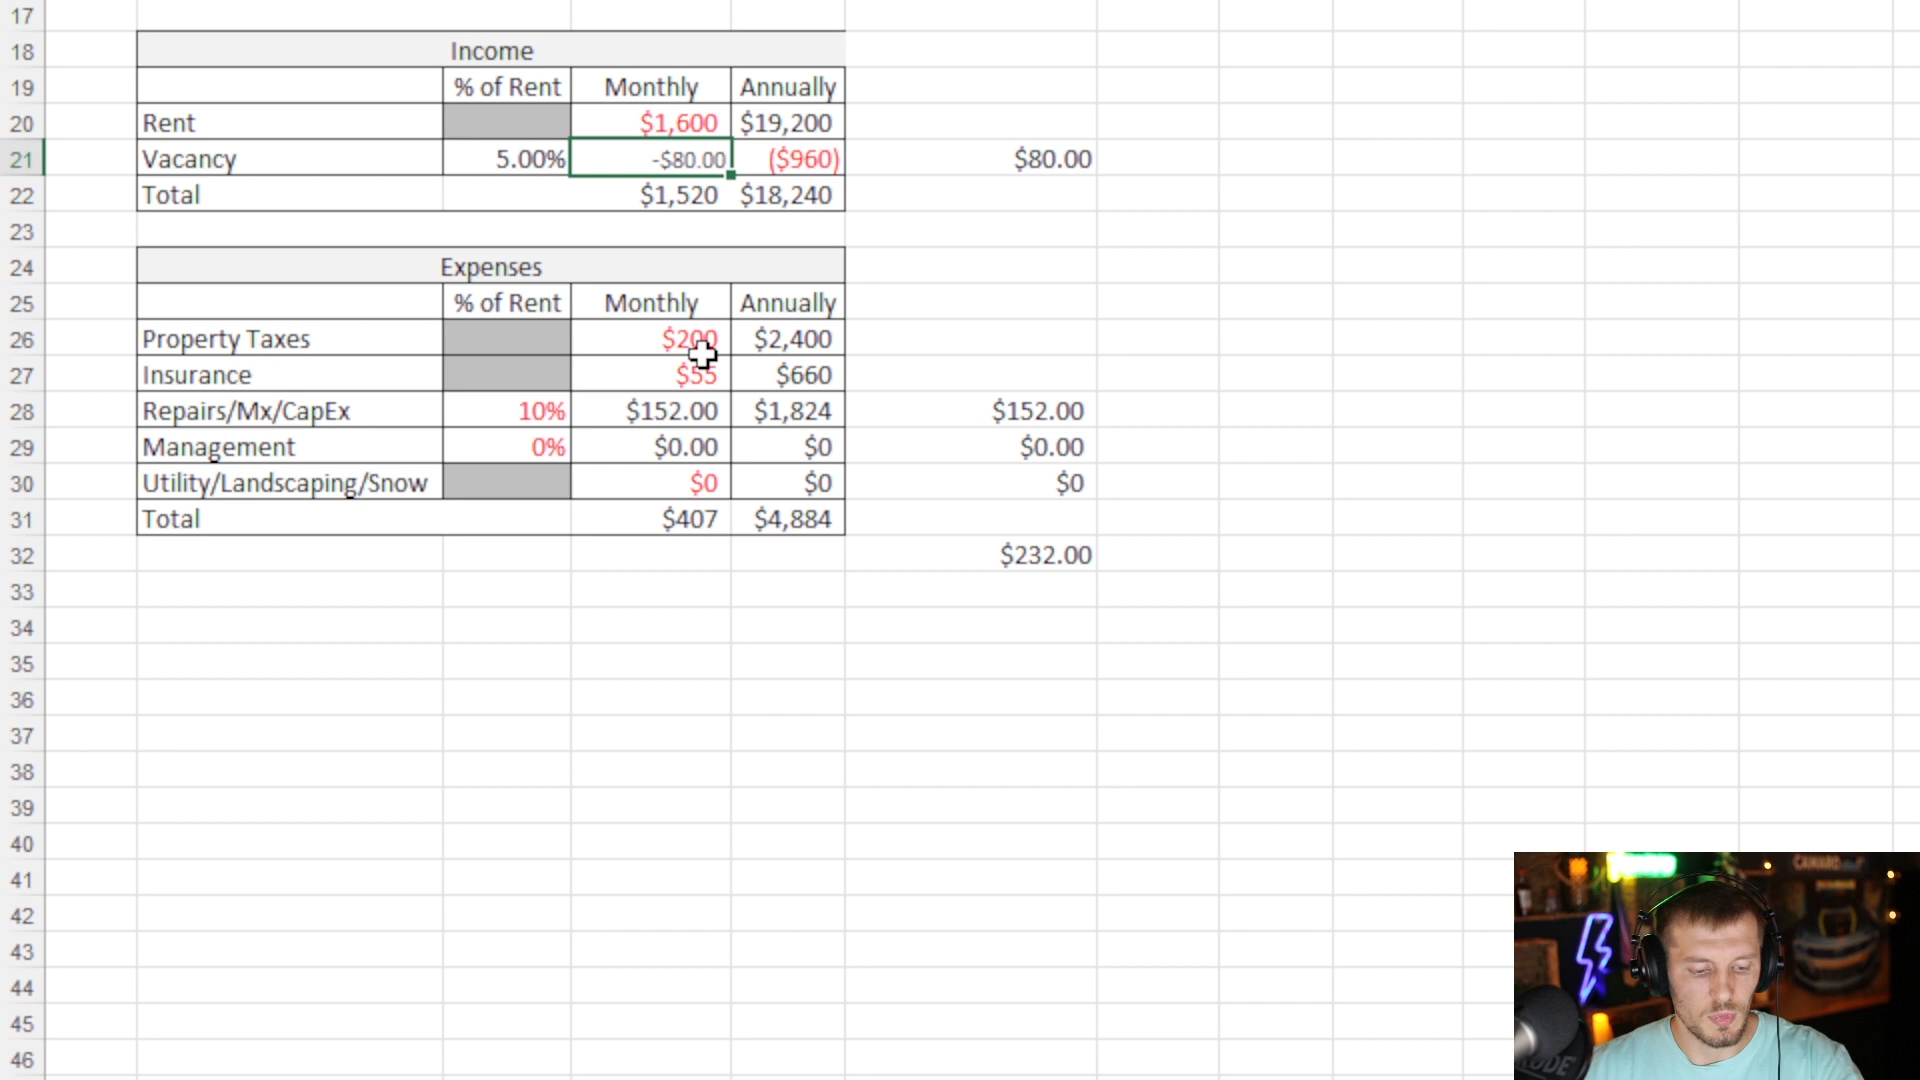 17
18 Income
19 % of Rent Monthly Annually
20 Rent $1,600 $19,200
21 Vacancy 5.00% -$80.00 ($960) $80.00
22 Total $1,520 $18,240
23
24 Expenses
25 % of Rent Monthly Annually
26 Property Taxes $200 $2,400
27 Insurance $55 $660
28 Repairs/Mx/CapEx 10% $152.00 $1,824 $152.00
29 Management 0% $0.00 $0 $0.00
30 Utility/Landscaping/Snow $0 $0 $0
31 Total $407 $4,884
32 $232.00
33
34
35
36
37
38
39
40
41
42
43
44
45
46